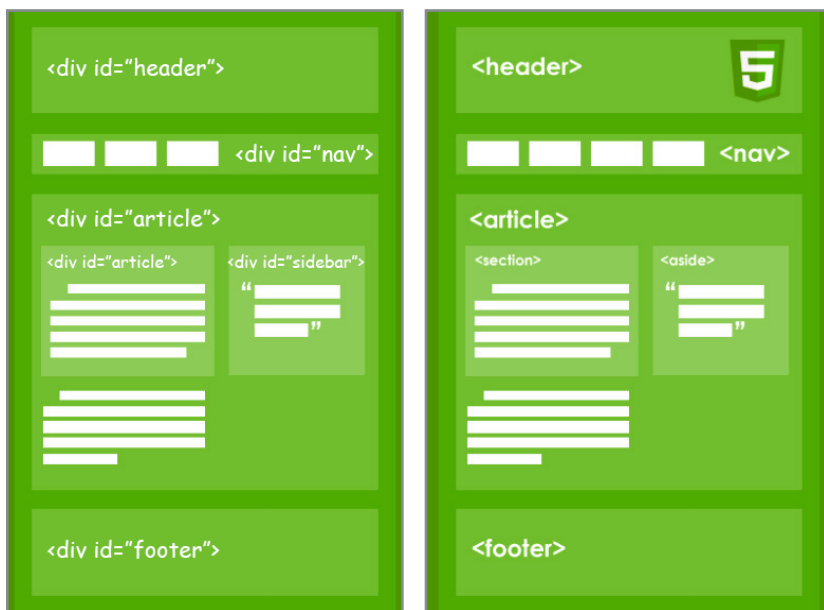 <div id="header">
<div id="nav">
<div id="article">
<div id="article">
<div id="sidebar">
“
”
<div id="footer">
<header>
5
<nav>
<article>
<section>
<aside>
“
”
<footer>